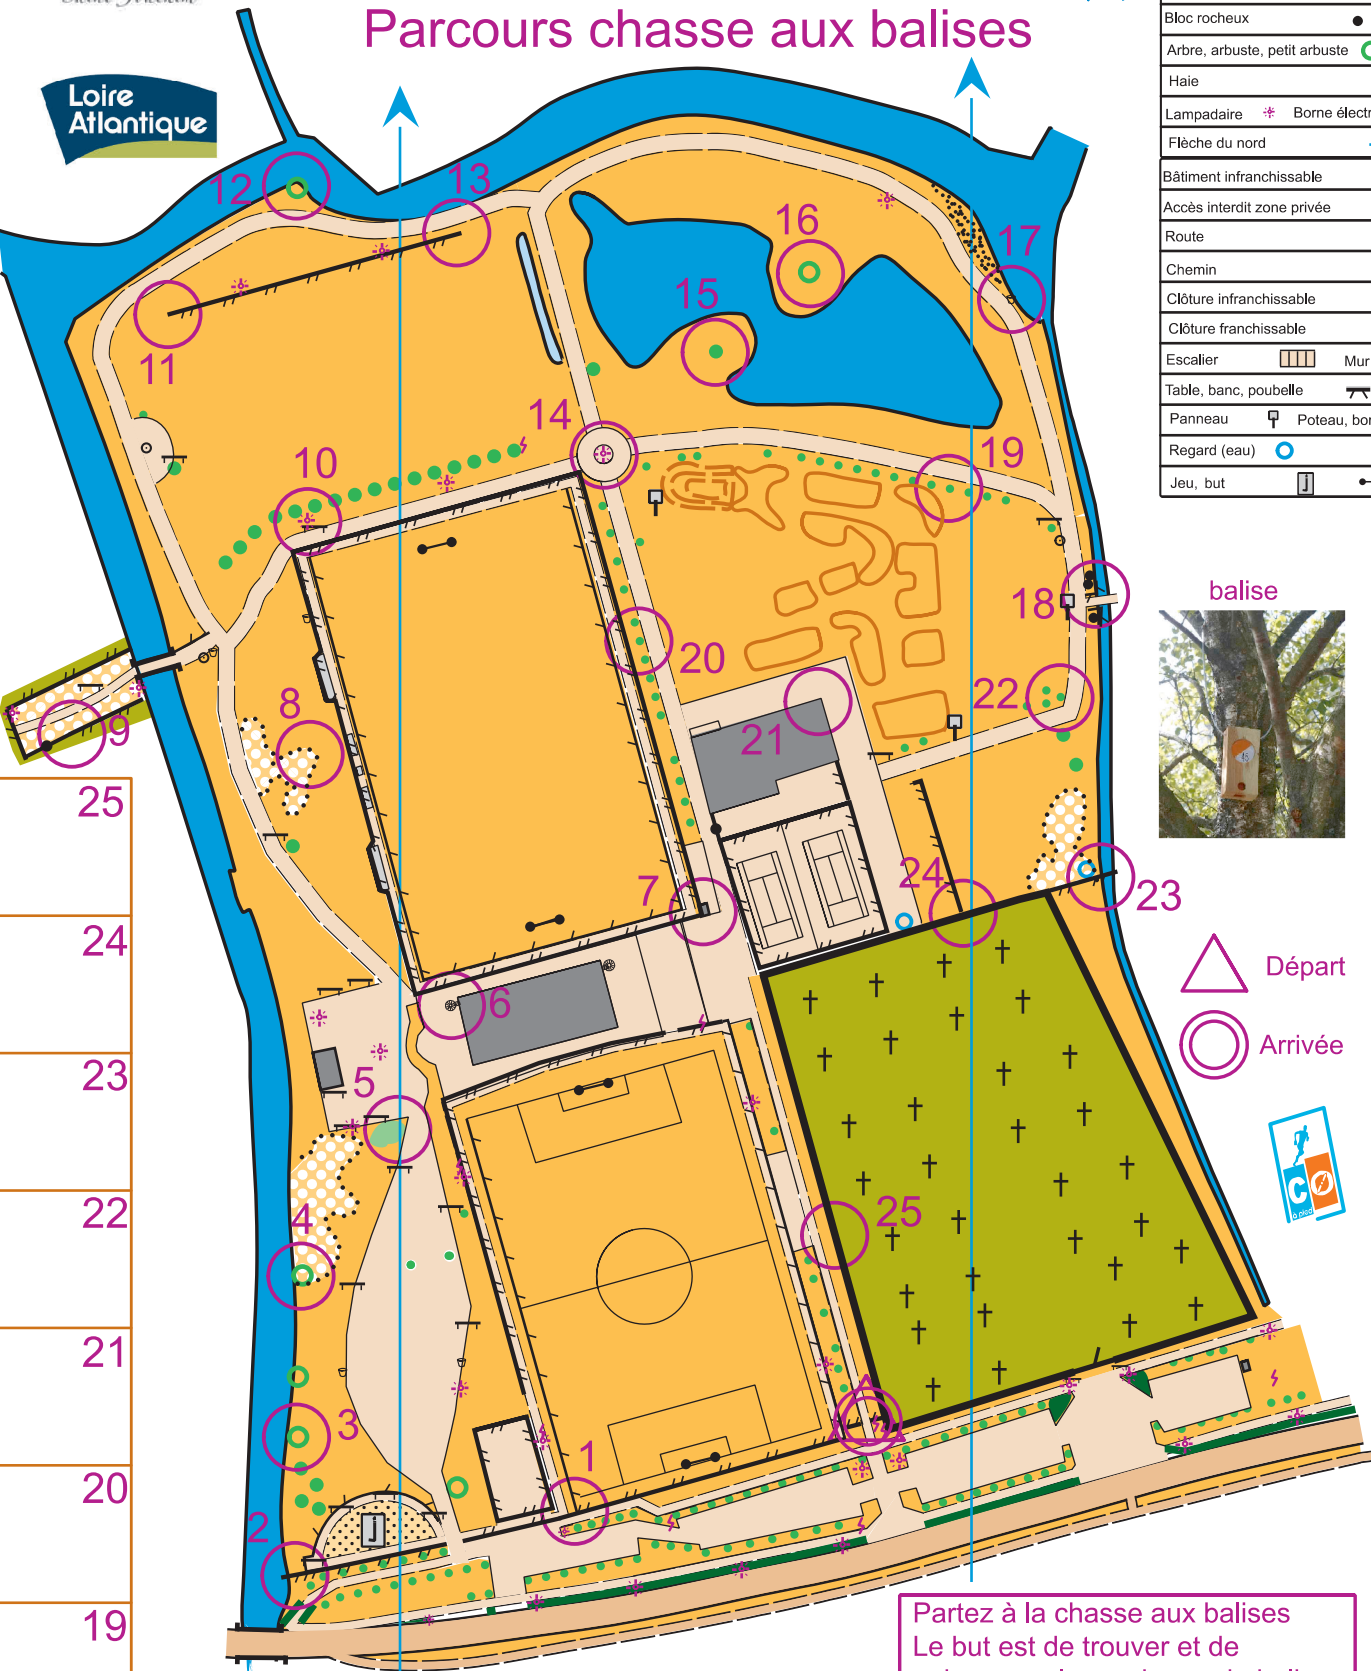 Parcours chasse aux balises
Loire
Atlantique
Bloc rocheux
Arbre, arbuste, petit arbuste
Haie
Lampadaire
Flèche du nord
Bâtiment infranchissable
Accès interdit zone privée
Route
Chemin
Clôture infranchissable
Clôture franchissable
Escalier
Mur
Table, banc, poubelle
Panneau
Regard (eau)
Jeu, but
j
12
13
16
17
15
11
14
10
19
18
20
22
8
21
9
7
24
23
6
5
25
4
3
1
2
j
balise
45
Départ
Arrivée
CO
à pied
25
24
23
22
21
20
19
Partez à la chasse aux balises
Le but est de trouver et de